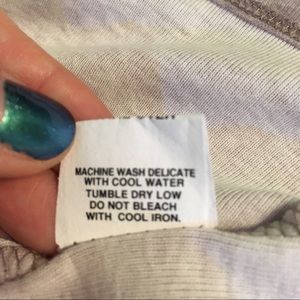 MACHINE WASH DELICATE
WITH COOL WATER
TUMBLE DRY LOW
DO NOT BLEACH
WITH COOL IRON.